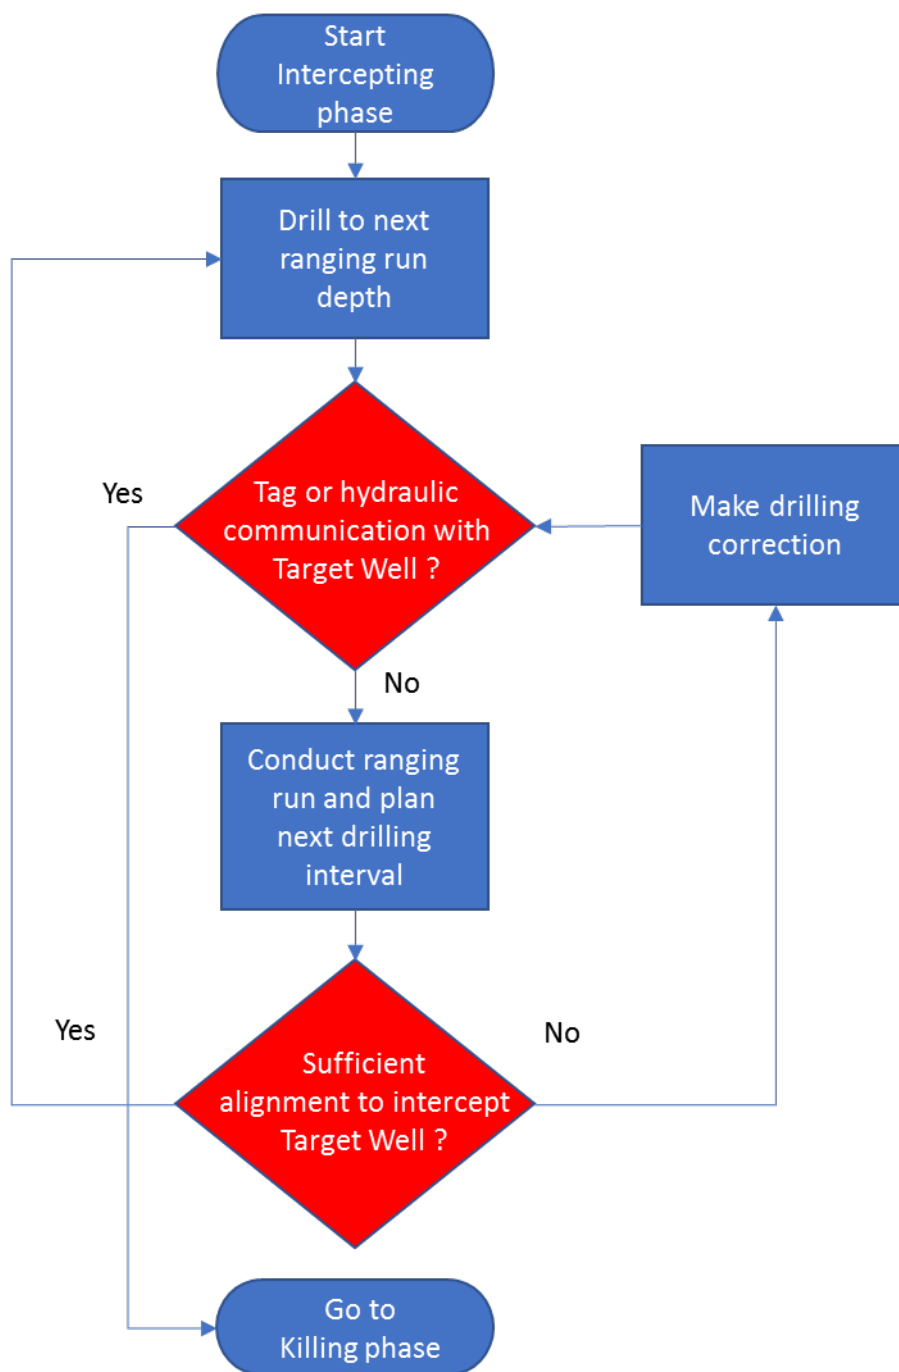 Start
Intercepting
phase
Drill to next
ranging run
depth
Yes
Tag or hydraulic
communication with
Target Well ?
Make drilling
correction
No
Conduct ranging
run and plan
next drilling
interval
Yes
No
Sufficient
alignment to intercept
Target Well ?
Go to
Killing phase